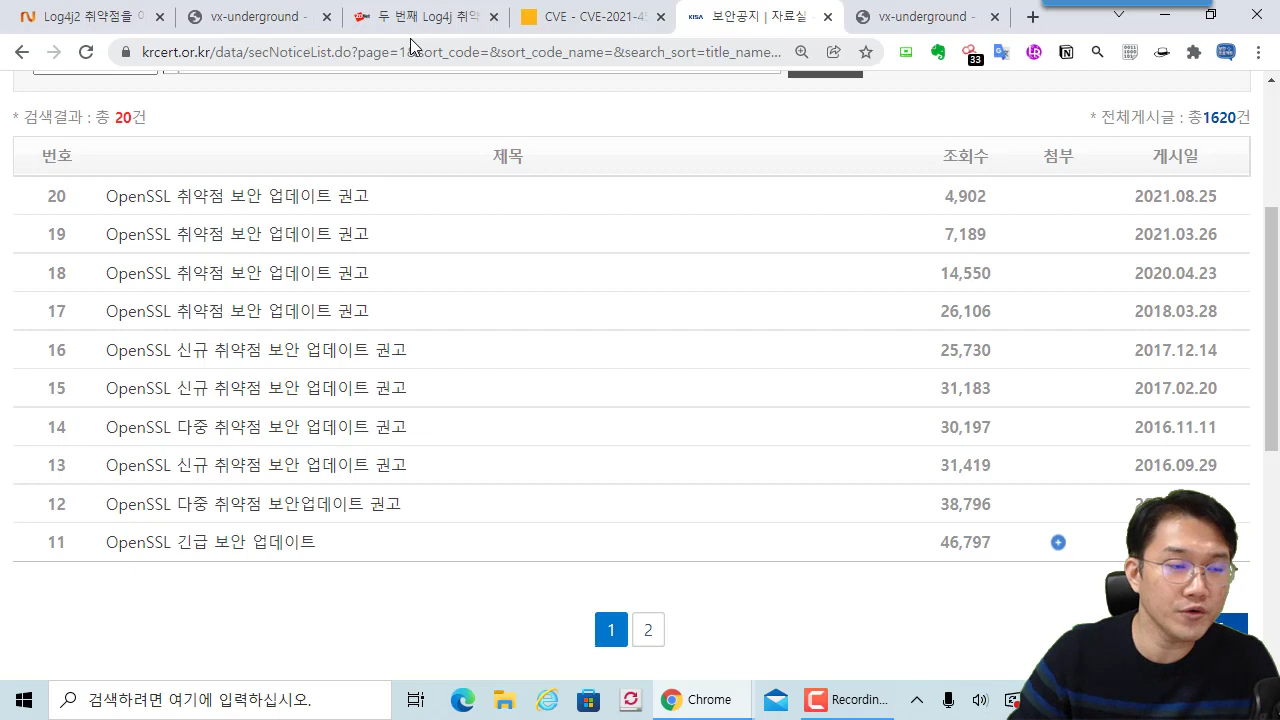 Log4j2 취약점을 이
vx-underground -
두 번째 Log4j 취약
CVE - CVE-2021-45
KISA 보안공지 | 자료실
vx-underground -
krcert.or.kr/data/secNoticeList.do?page=1&sort_code=&sort_code_name=&search_sort=title_name...
33
* 검색결과 : 총 20건
* 전체게시글 : 총1620건
번호 제목 조회수 첨부 게시일
20 OpenSSL 취약점 보안 업데이트 권고 4,902 2021.08.25
19 OpenSSL 취약점 보안 업데이트 권고 7,189 2021.03.26
18 OpenSSL 취약점 보안 업데이트 권고 14,550 2020.04.23
17 OpenSSL 취약점 보안 업데이트 권고 26,106 2018.03.28
16 OpenSSL 신규 취약점 보안 업데이트 권고 25,730 2017.12.14
15 OpenSSL 신규 취약점 보안 업데이트 권고 31,183 2017.02.20
14 OpenSSL 다중 취약점 보안 업데이트 권고 30,197 2016.11.11
13 OpenSSL 신규 취약점 보안 업데이트 권고 31,419 2016.09.29
12 OpenSSL 다중 취약점 보안업데이트 권고 38,796
11 OpenSSL 긴급 보안 업데이트 46,797
1 2
검색하려면 여기에 입력하십시오.
Chrome
Recordin...